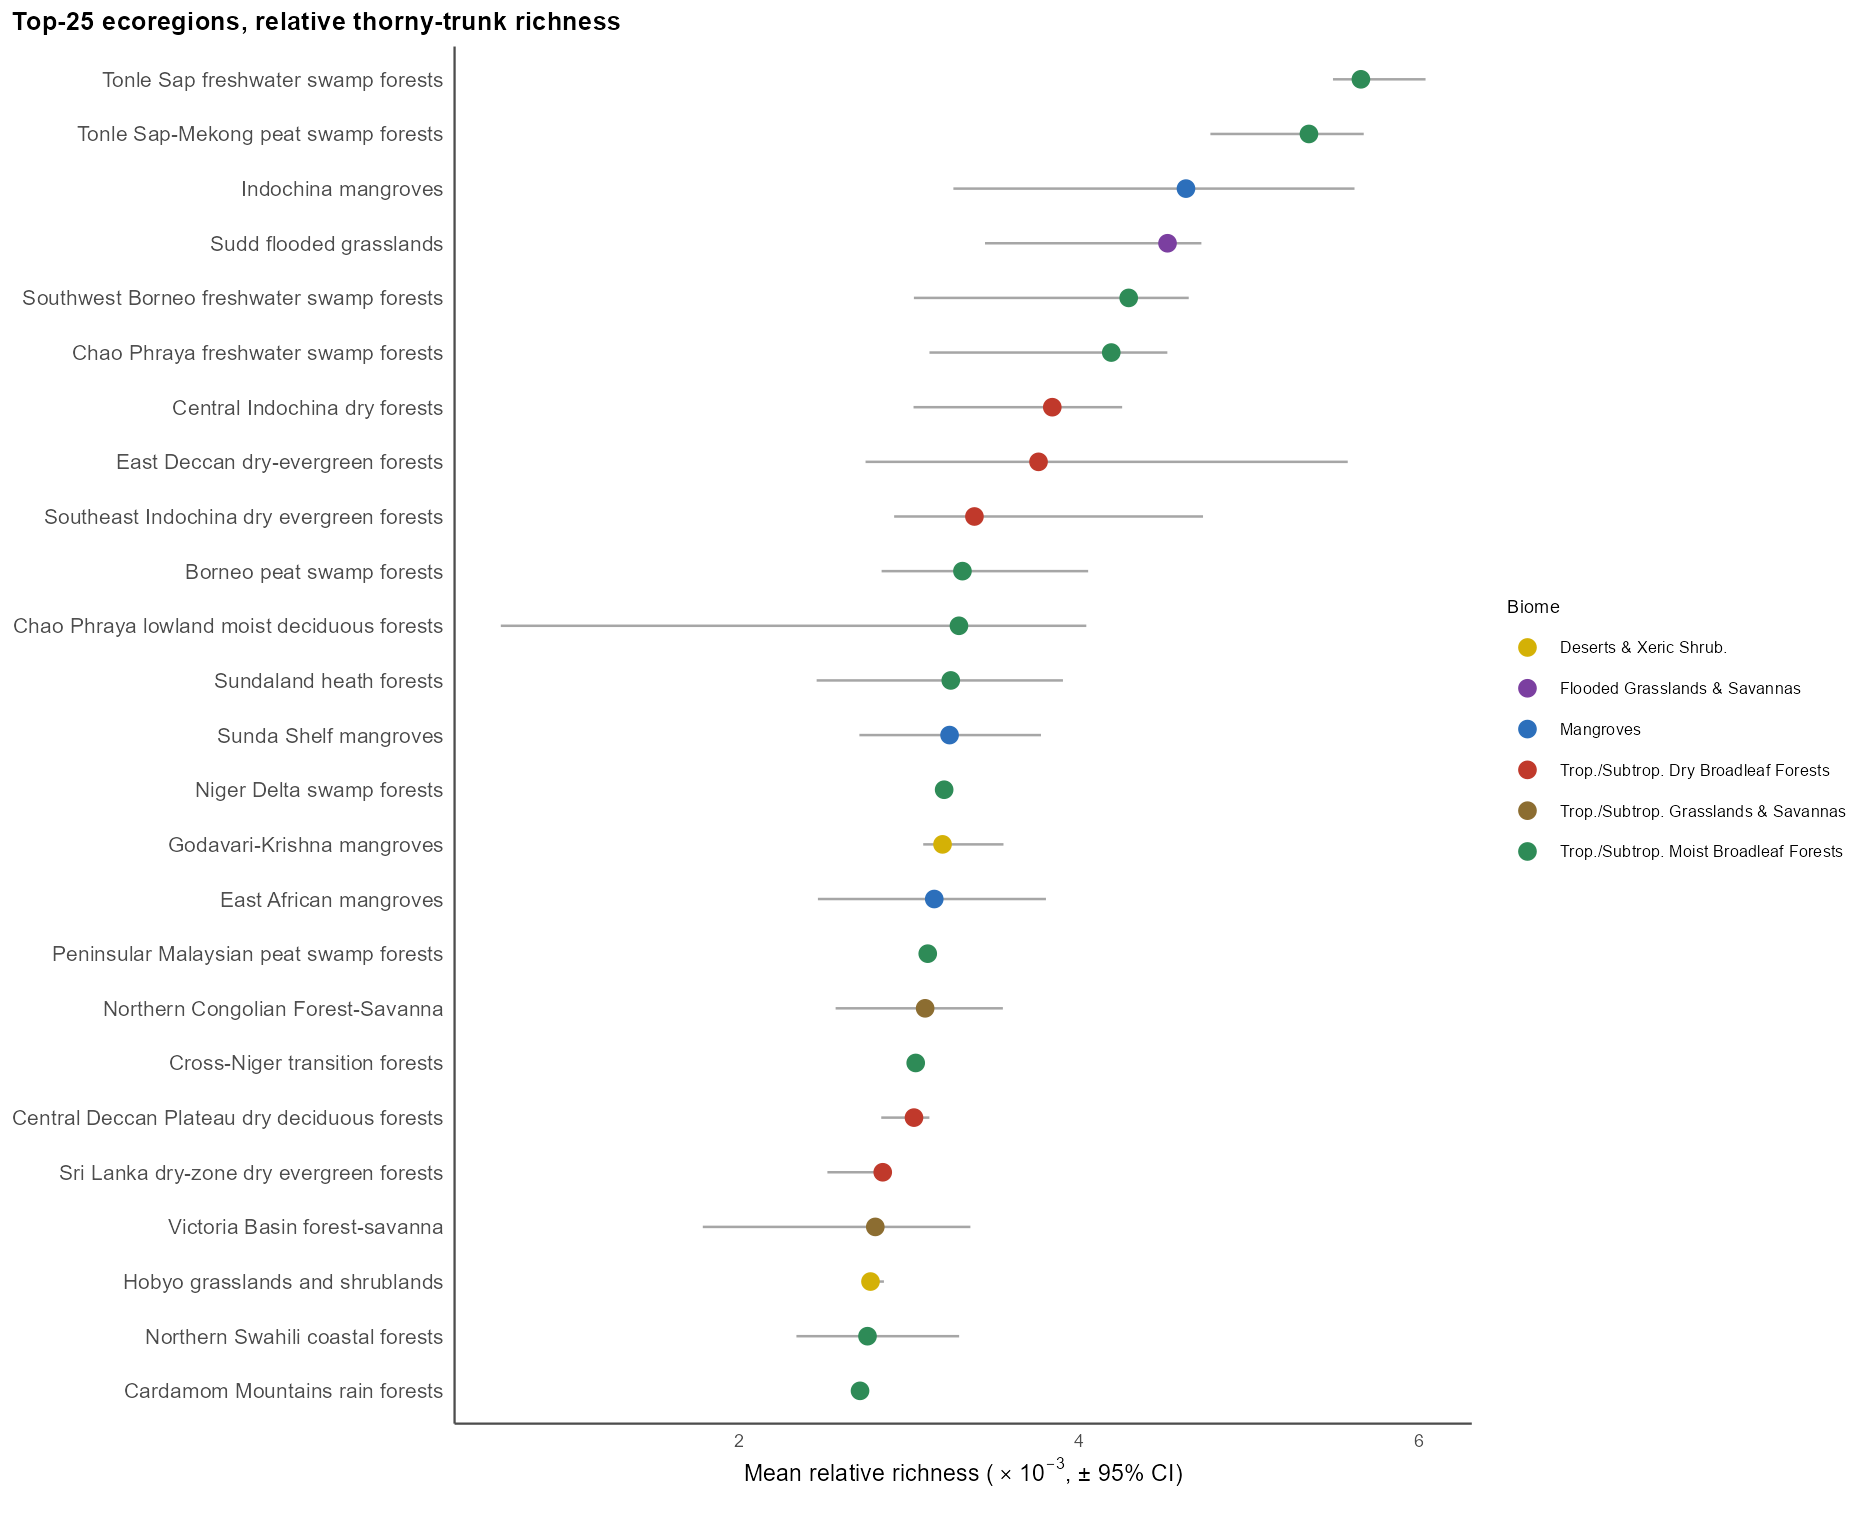 Top-25 ecoregions, relative thorny-trunk richness
Tonle Sap freshwater swamp forests
Tonle Sap-Mekong peat swamp forests
Indochina mangroves
Sudd flooded grasslands
Southwest Borneo freshwater swamp forests
Chao Phraya freshwater swamp forests
Central Indochina dry forests
East Deccan dry-evergreen forests
Southeast Indochina dry evergreen forests
Borneo peat swamp forests
Chao Phraya lowland moist deciduous forests
Sundaland heath forests
Sunda Shelf mangroves
Niger Delta swamp forests
Godavari-Krishna mangroves
East African mangroves
Peninsular Malaysian peat swamp forests
Northern Congolian Forest-Savanna
Cross-Niger transition forests
Central Deccan Plateau dry deciduous forests
Sri Lanka dry-zone dry evergreen forests
Victoria Basin forest-savanna
Hobyo grasslands and shrublands
Northern Swahili coastal forests
Cardamom Mountains rain forests
2 4 6
Mean relative richness ( × 10⁻³, ± 95% CI)
Biome
Deserts & Xeric Shrub.
Flooded Grasslands & Savannas
Mangroves
Trop./Subtrop. Dry Broadleaf Forests
Trop./Subtrop. Grasslands & Savannas
Trop./Subtrop. Moist Broadleaf Forests